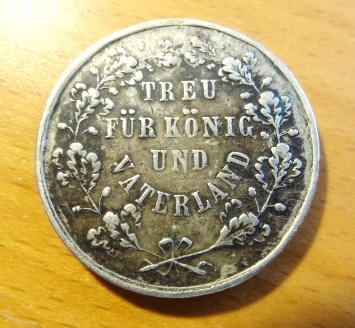 TREU
FÜR KÖNIG
UND
VATERLAND